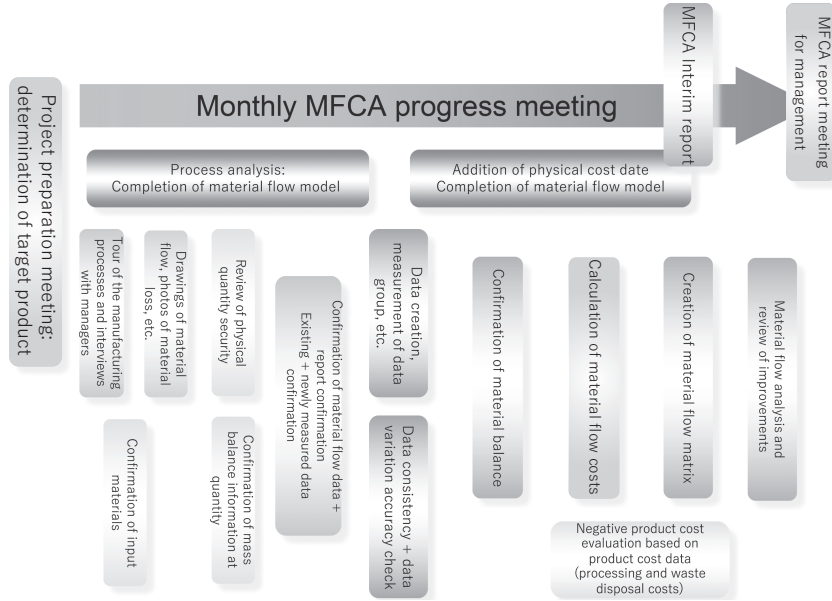 Project preparation meeting:
determination of target product
Monthly MFCA progress meeting
MFCA Interim report
MFCA report meeting
for management
Process analysis:
Completion of material flow model
Addition of physical cost date
Completion of material flow model
Tour of the manufacturing
processes and interviews
with managers
Drawings of material
flow, photos of material
loss, etc.
Review of physical
quantity security
Confirmation of material flow data +
report confirmation
Existing + newly measured data
confirmation
Data creation,
measurement of data
group, etc.
Confirmation of material balance
Calculation of material flow costs
Creation of material flow matrix
Material flow analysis and
review of improvements
Confirmation of input
materials
Confirmation of mass
balance information at
quantity
Data consistency + data
variation accuracy check
Negative product cost
evaluation based on
product cost data
(processing and waste
disposal costs)